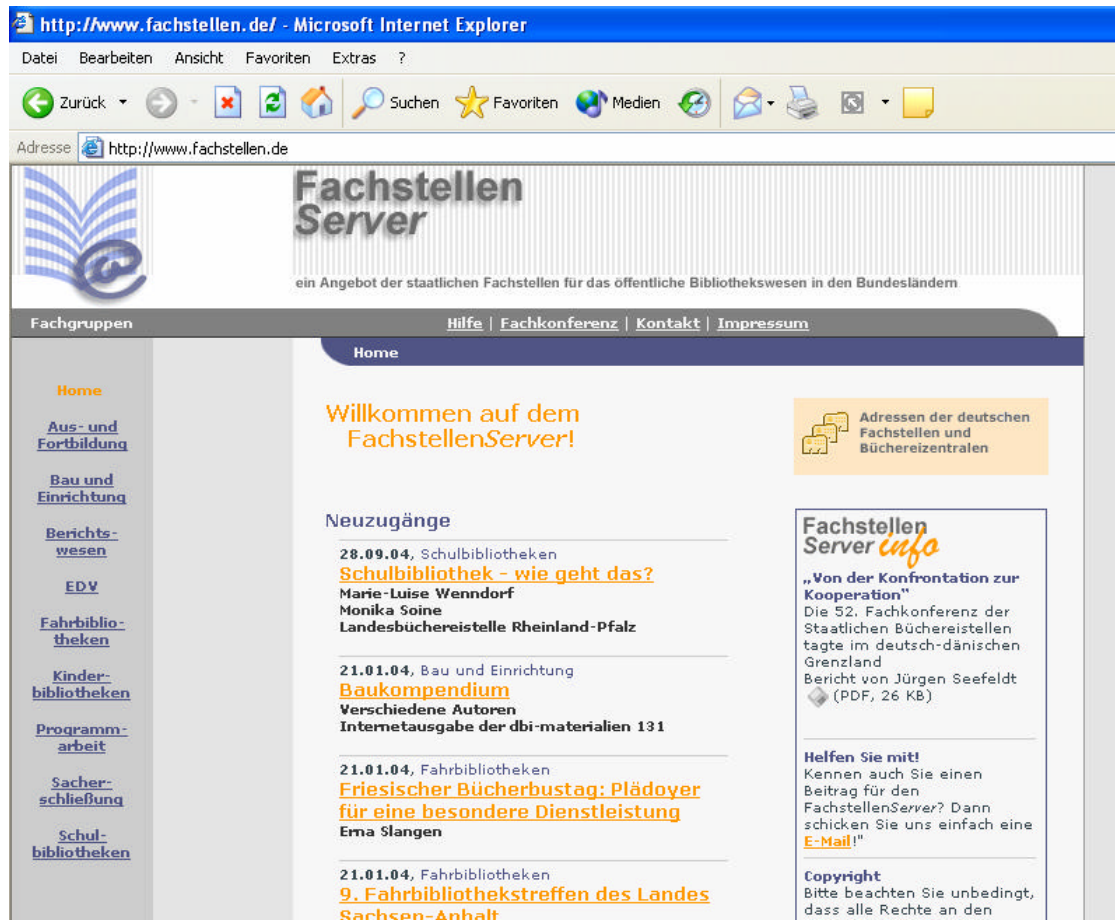 http://www.fachstellen.de/ - Microsoft Internet Explorer
Datei Bearbeiten Ansicht Favoriten Extras ?
Zurück Suchen Favoriten Medien
Adresse http://www.fachstellen.de
Fachstellen
Server
ein Angebot der staatlichen Fachstellen für das öffentliche Bibliothekswesen in den Bundesländern
Fachgruppen
Hilfe | Fachkonferenz | Kontakt | Impressum
Home
Home
Aus- und
Fortbildung
Bau und
Einrichtung
Berichts-
wesen
EDV
Fahrbiblio-
theken
Kinder-
bibliotheken
Programm-
arbeit
Sacher-
schließung
Schul-
bibliotheken
Willkommen auf dem
FachstellenServer!
Neuzugänge
28.09.04, Schulbibliotheken
Schulbibliothek - wie geht das?
Marie-Luise Wenndorf
Monika Soine
Landesbüchereistelle Rheinland-Pfalz
21.01.04, Bau und Einrichtung
Baukompendium
Verschiedene Autoren
Internetausgabe der dbi-materialien 131
21.01.04, Fahrbibliotheken
Friesischer Bücherbustag: Plädoyer
für eine besondere Dienstleistung
Erna Slangen
21.01.04, Fahrbibliotheken
9. Fahrbibliothekstreffen des Landes
Sachsen-Anhalt
Adressen der deutschen
Fachstellen und
Büchereizentralen
Fachstellen
Server info
„Von der Konfrontation zur
Kooperation"
Die 52. Fachkonferenz der
Staatlichen Büchereistellen
tagte im deutsch-dänischen
Grenzland
Bericht von Jürgen Seefeldt
(PDF, 26 KB)
Helfen Sie mit!
Kennen auch Sie einen
Beitrag für den
FachstellenServer? Dann
schicken Sie uns einfach eine
E-Mail!"
Copyright
Bitte beachten Sie unbedingt,
dass alle Rechte an den